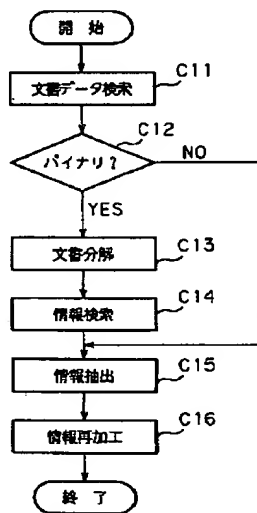 開 始
C11
文書データ検索
C12
バイナリ?
NO
YES
C13
文書分解
C14
情報検索
C15
情報抽出
C16
情報再加工
終 了